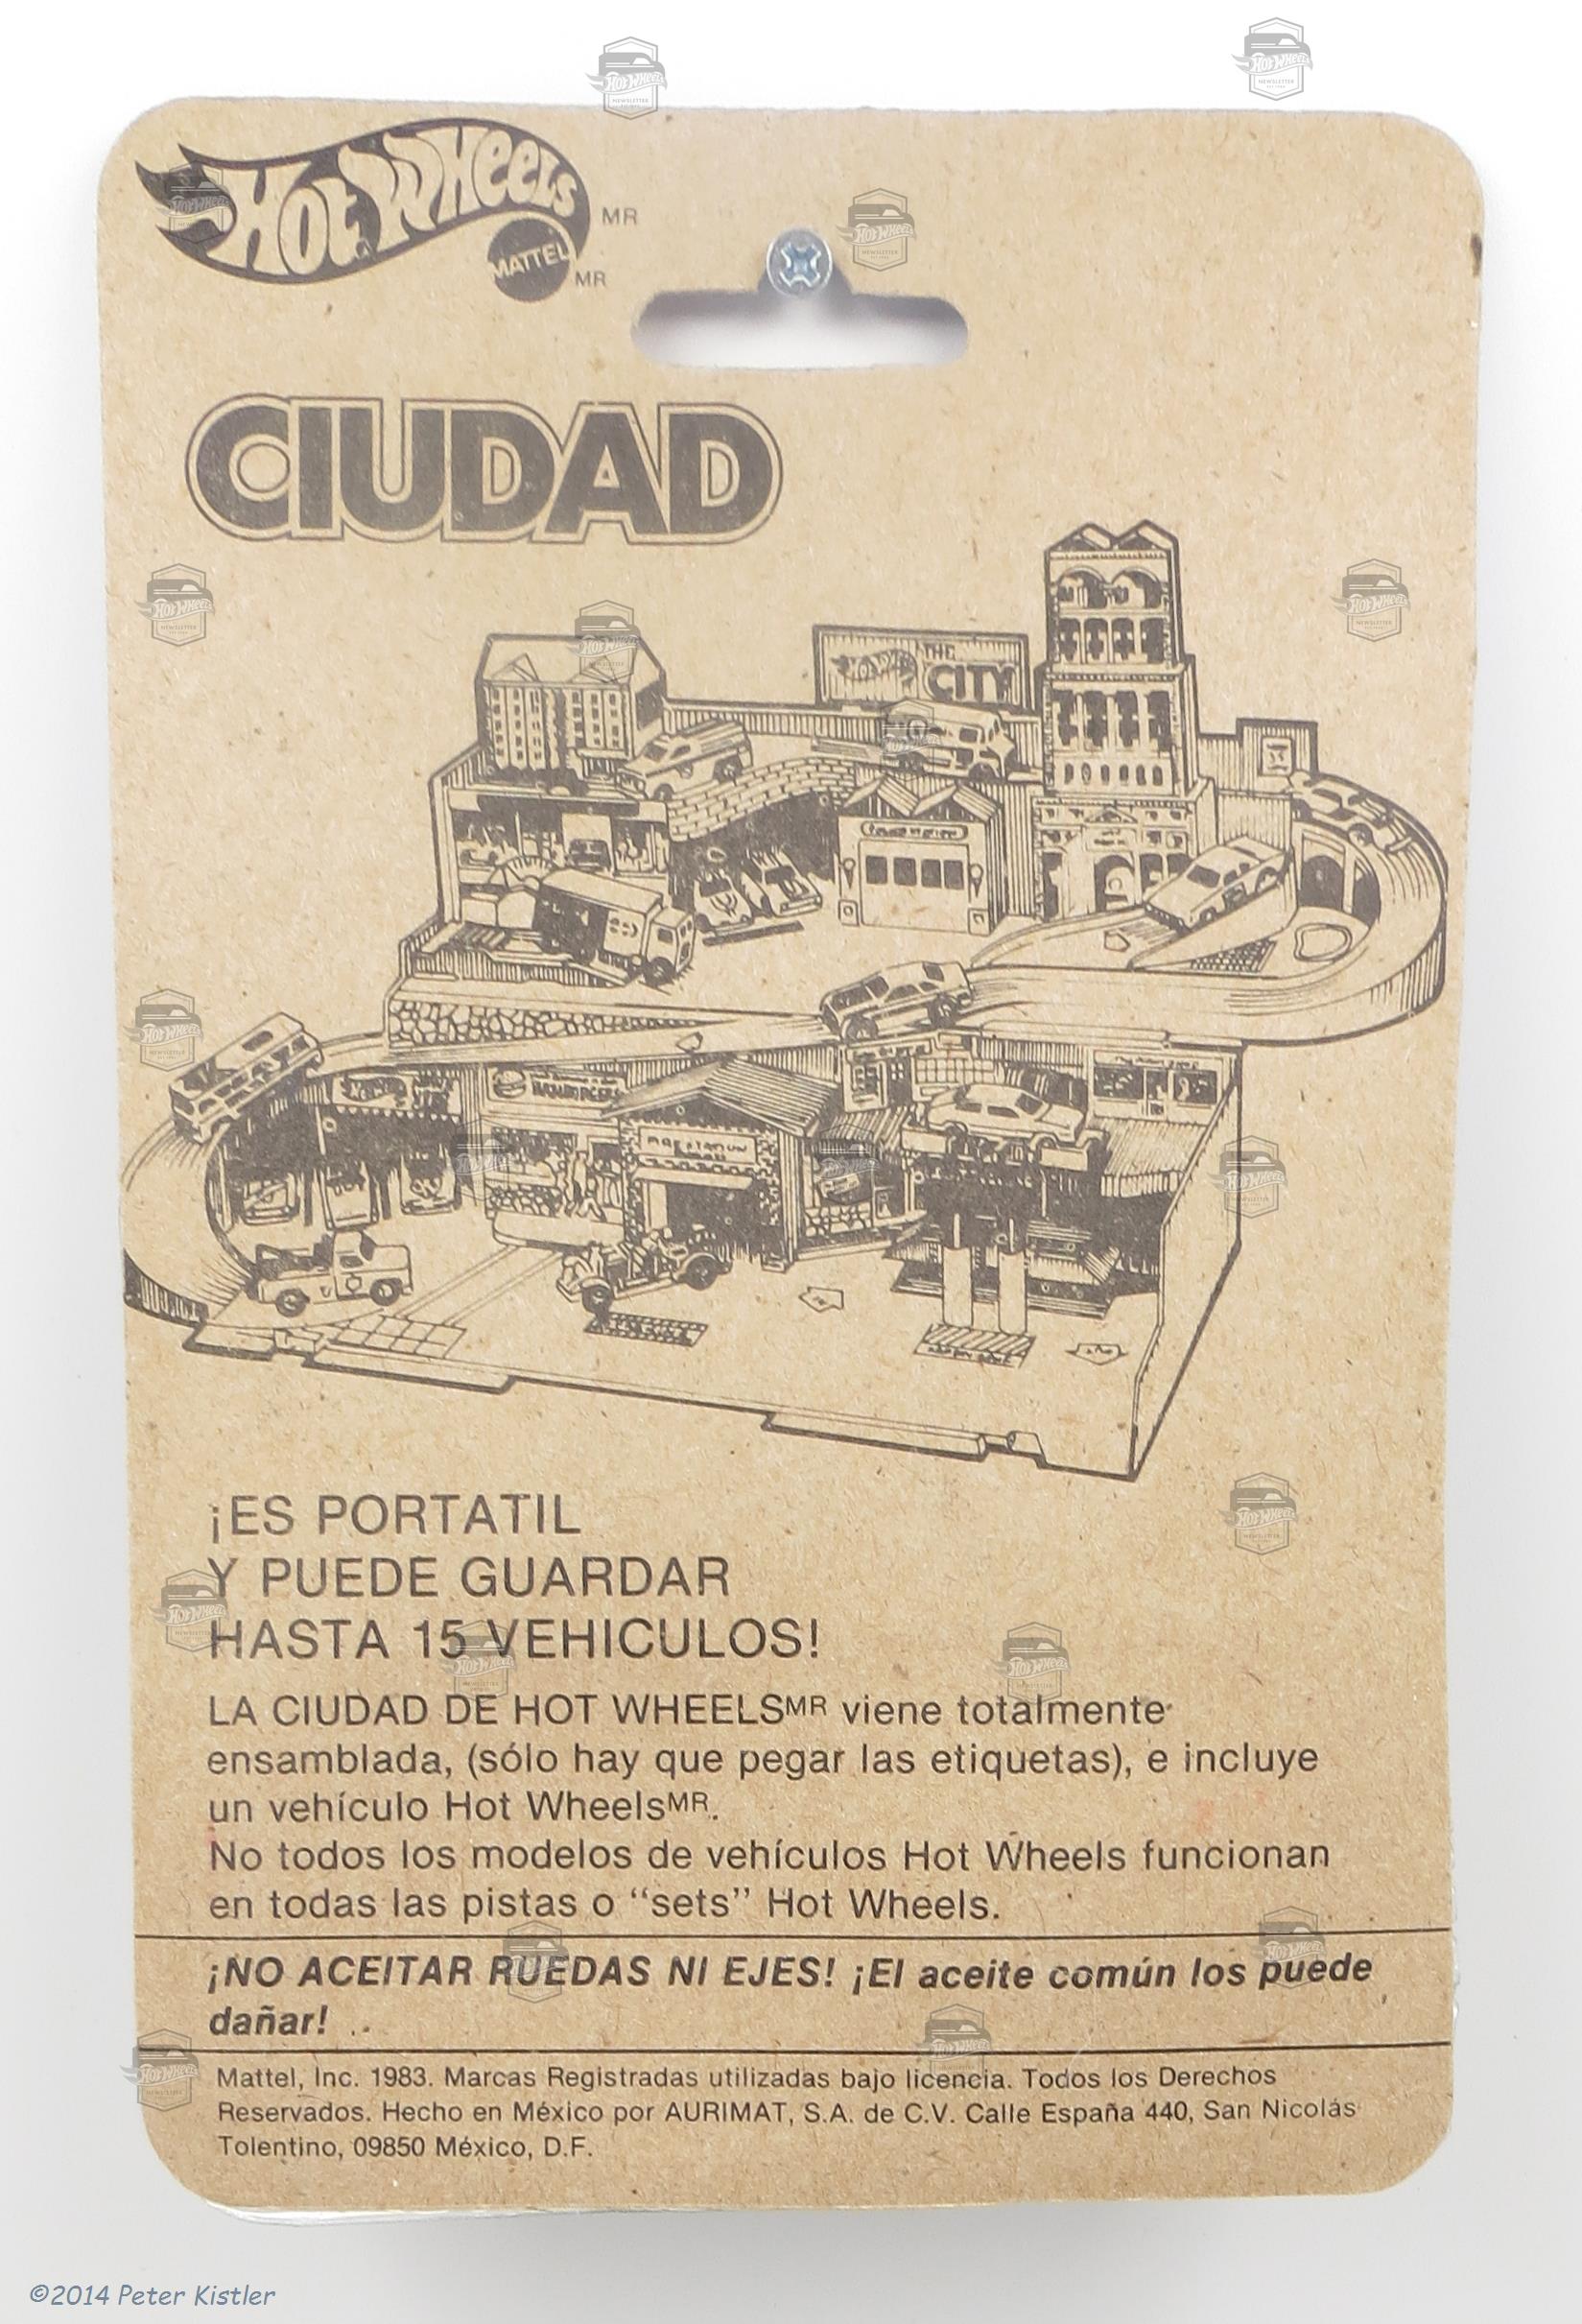 HOT WHEELS MR
MATTEL MR
CIUDAD
THE
CITY
HAMBURGERS
¡ES PORTATIL
Y PUEDE GUARDAR
HASTA 15 VEHICULOS!
LA CIUDAD DE HOT WHEELSMR viene totalmente
ensamblada, (sólo hay que pegar las etiquetas), e incluye
un vehículo Hot WheelsMR.
No todos los modelos de vehículos Hot Wheels funcionan
en todas las pistas o “sets” Hot Wheels.
¡NO ACEITAR RUEDAS NI EJES! ¡El aceite común los puede
dañar!
Mattel, Inc. 1983. Marcas Registradas utilizadas bajo licencia. Todos los Derechos
Reservados. Hecho en México por AURIMAT, S.A. de C.V. Calle España 440, San Nicolás
Tolentino, 09850 México, D.F.
©2014 Peter Kistler